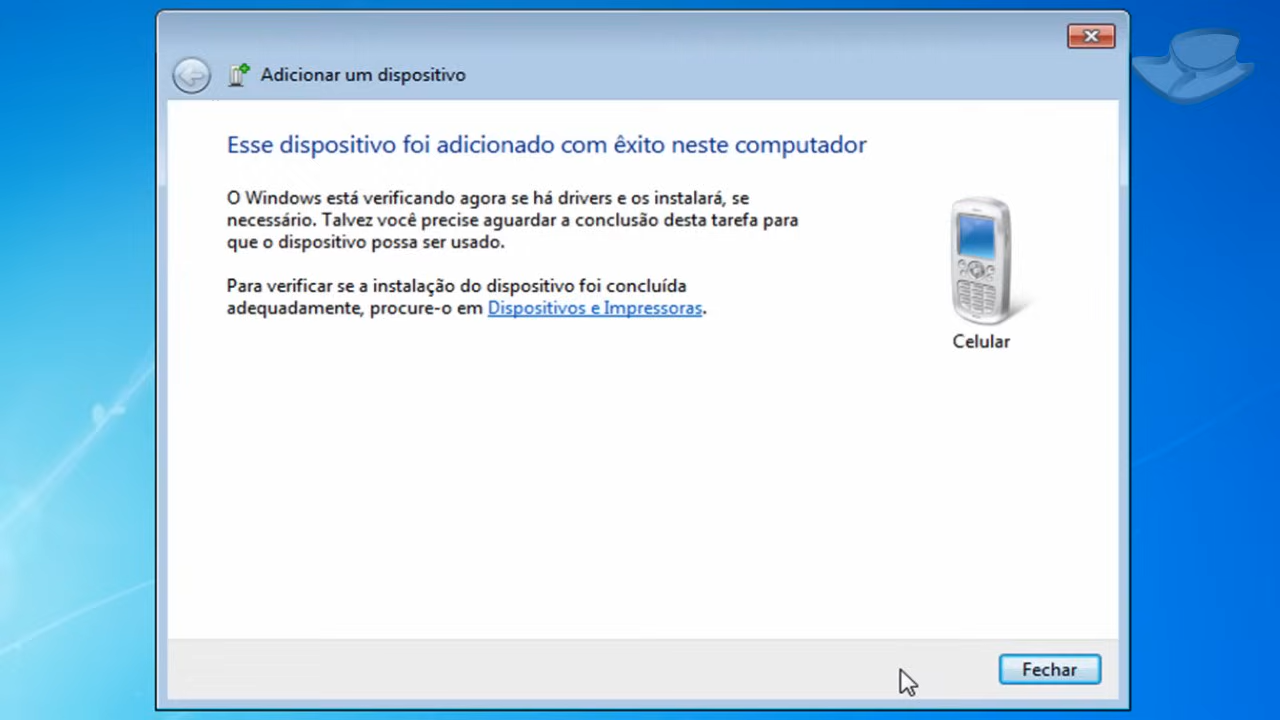 Adicionar um dispositivo
Esse dispositivo foi adicionado com êxito neste computador
O Windows está verificando agora se há drivers e os instalará, se
necessário. Talvez você precise aguardar a conclusão desta tarefa para
que o dispositivo possa ser usado.
Para verificar se a instalação do dispositivo foi concluída
adequadamente, procure-o em Dispositivos e Impressoras.
Celular
Fechar